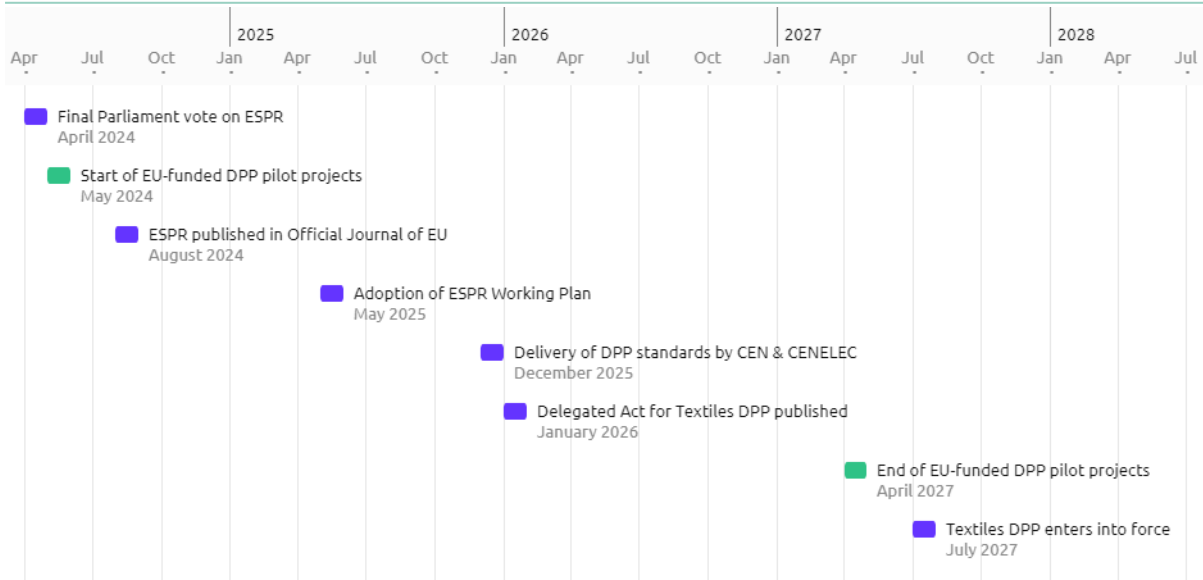 2025 2026 2027 2028
Apr Jul Oct Jan Apr Jul Oct Jan Apr Jul Oct Jan Apr Jul Oct Jan Apr Jul
Final Parliament vote on ESPR
April 2024
Start of EU-funded DPP pilot projects
May 2024
ESPR published in Official Journal of EU
August 2024
Adoption of ESPR Working Plan
May 2025
Delivery of DPP standards by CEN & CENELEC
December 2025
Delegated Act for Textiles DPP published
January 2026
End of EU-funded DPP pilot projects
April 2027
Textiles DPP enters into force
July 2027